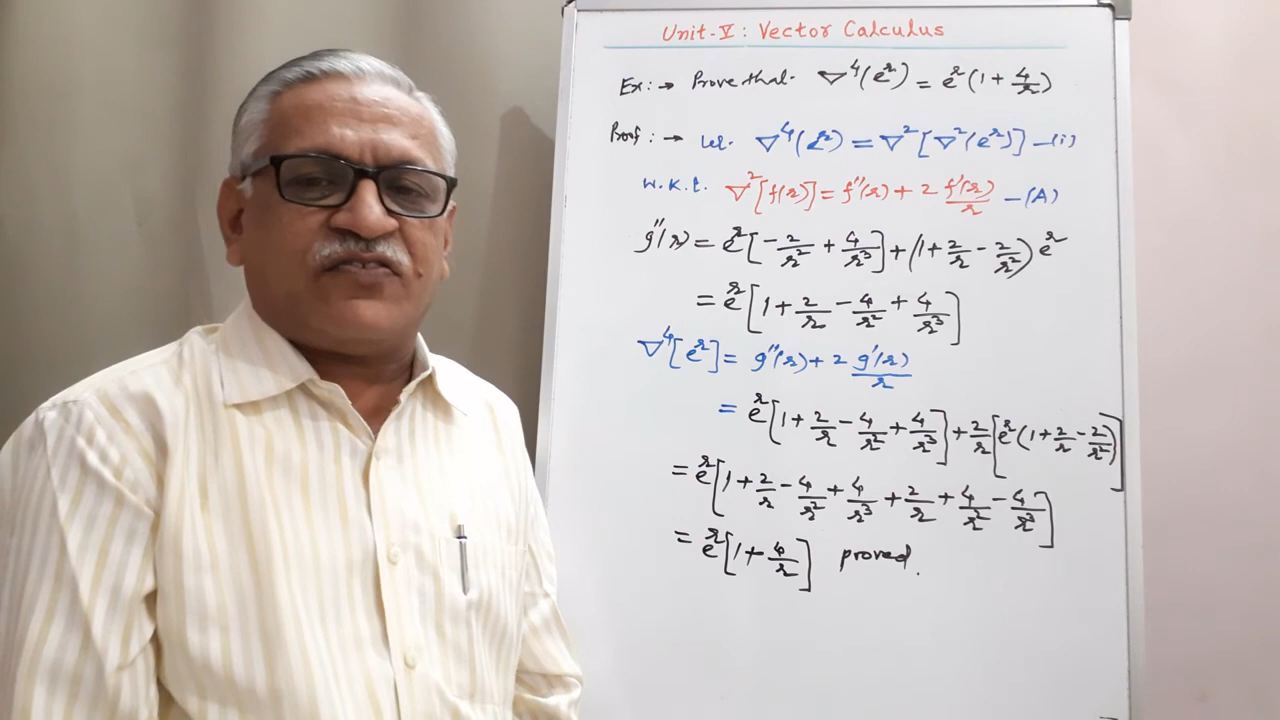 Unit-V : Vector Calculus
Ex: → Prove that. ∇⁴(eʳ) = eʳ(1 + 4/r)
Proof: → Let. ∇⁴(eʳ) = ∇²[∇²(eʳ)] —(i)
W.K.t. ∇²[f(r)] = f''(r) + 2 f'(r)/r —(A)
g''(r) = eʳ[-2/r² + 4/r³] + (1 + 2/r - 2/r²) eʳ
= eʳ[1 + 2/r - 4/r² + 4/r³]
∇⁴[eʳ] = g''(r) + 2 g'(r)/r
= eʳ[1 + 2/r - 4/r² + 4/r³] + 2/r[eʳ(1 + 2/r - 2/r²)]
= eʳ[1 + 2/r - 4/r² + 4/r³ + 2/r + 4/r² - 4/r³]
= eʳ[1 + 4/r] proved.